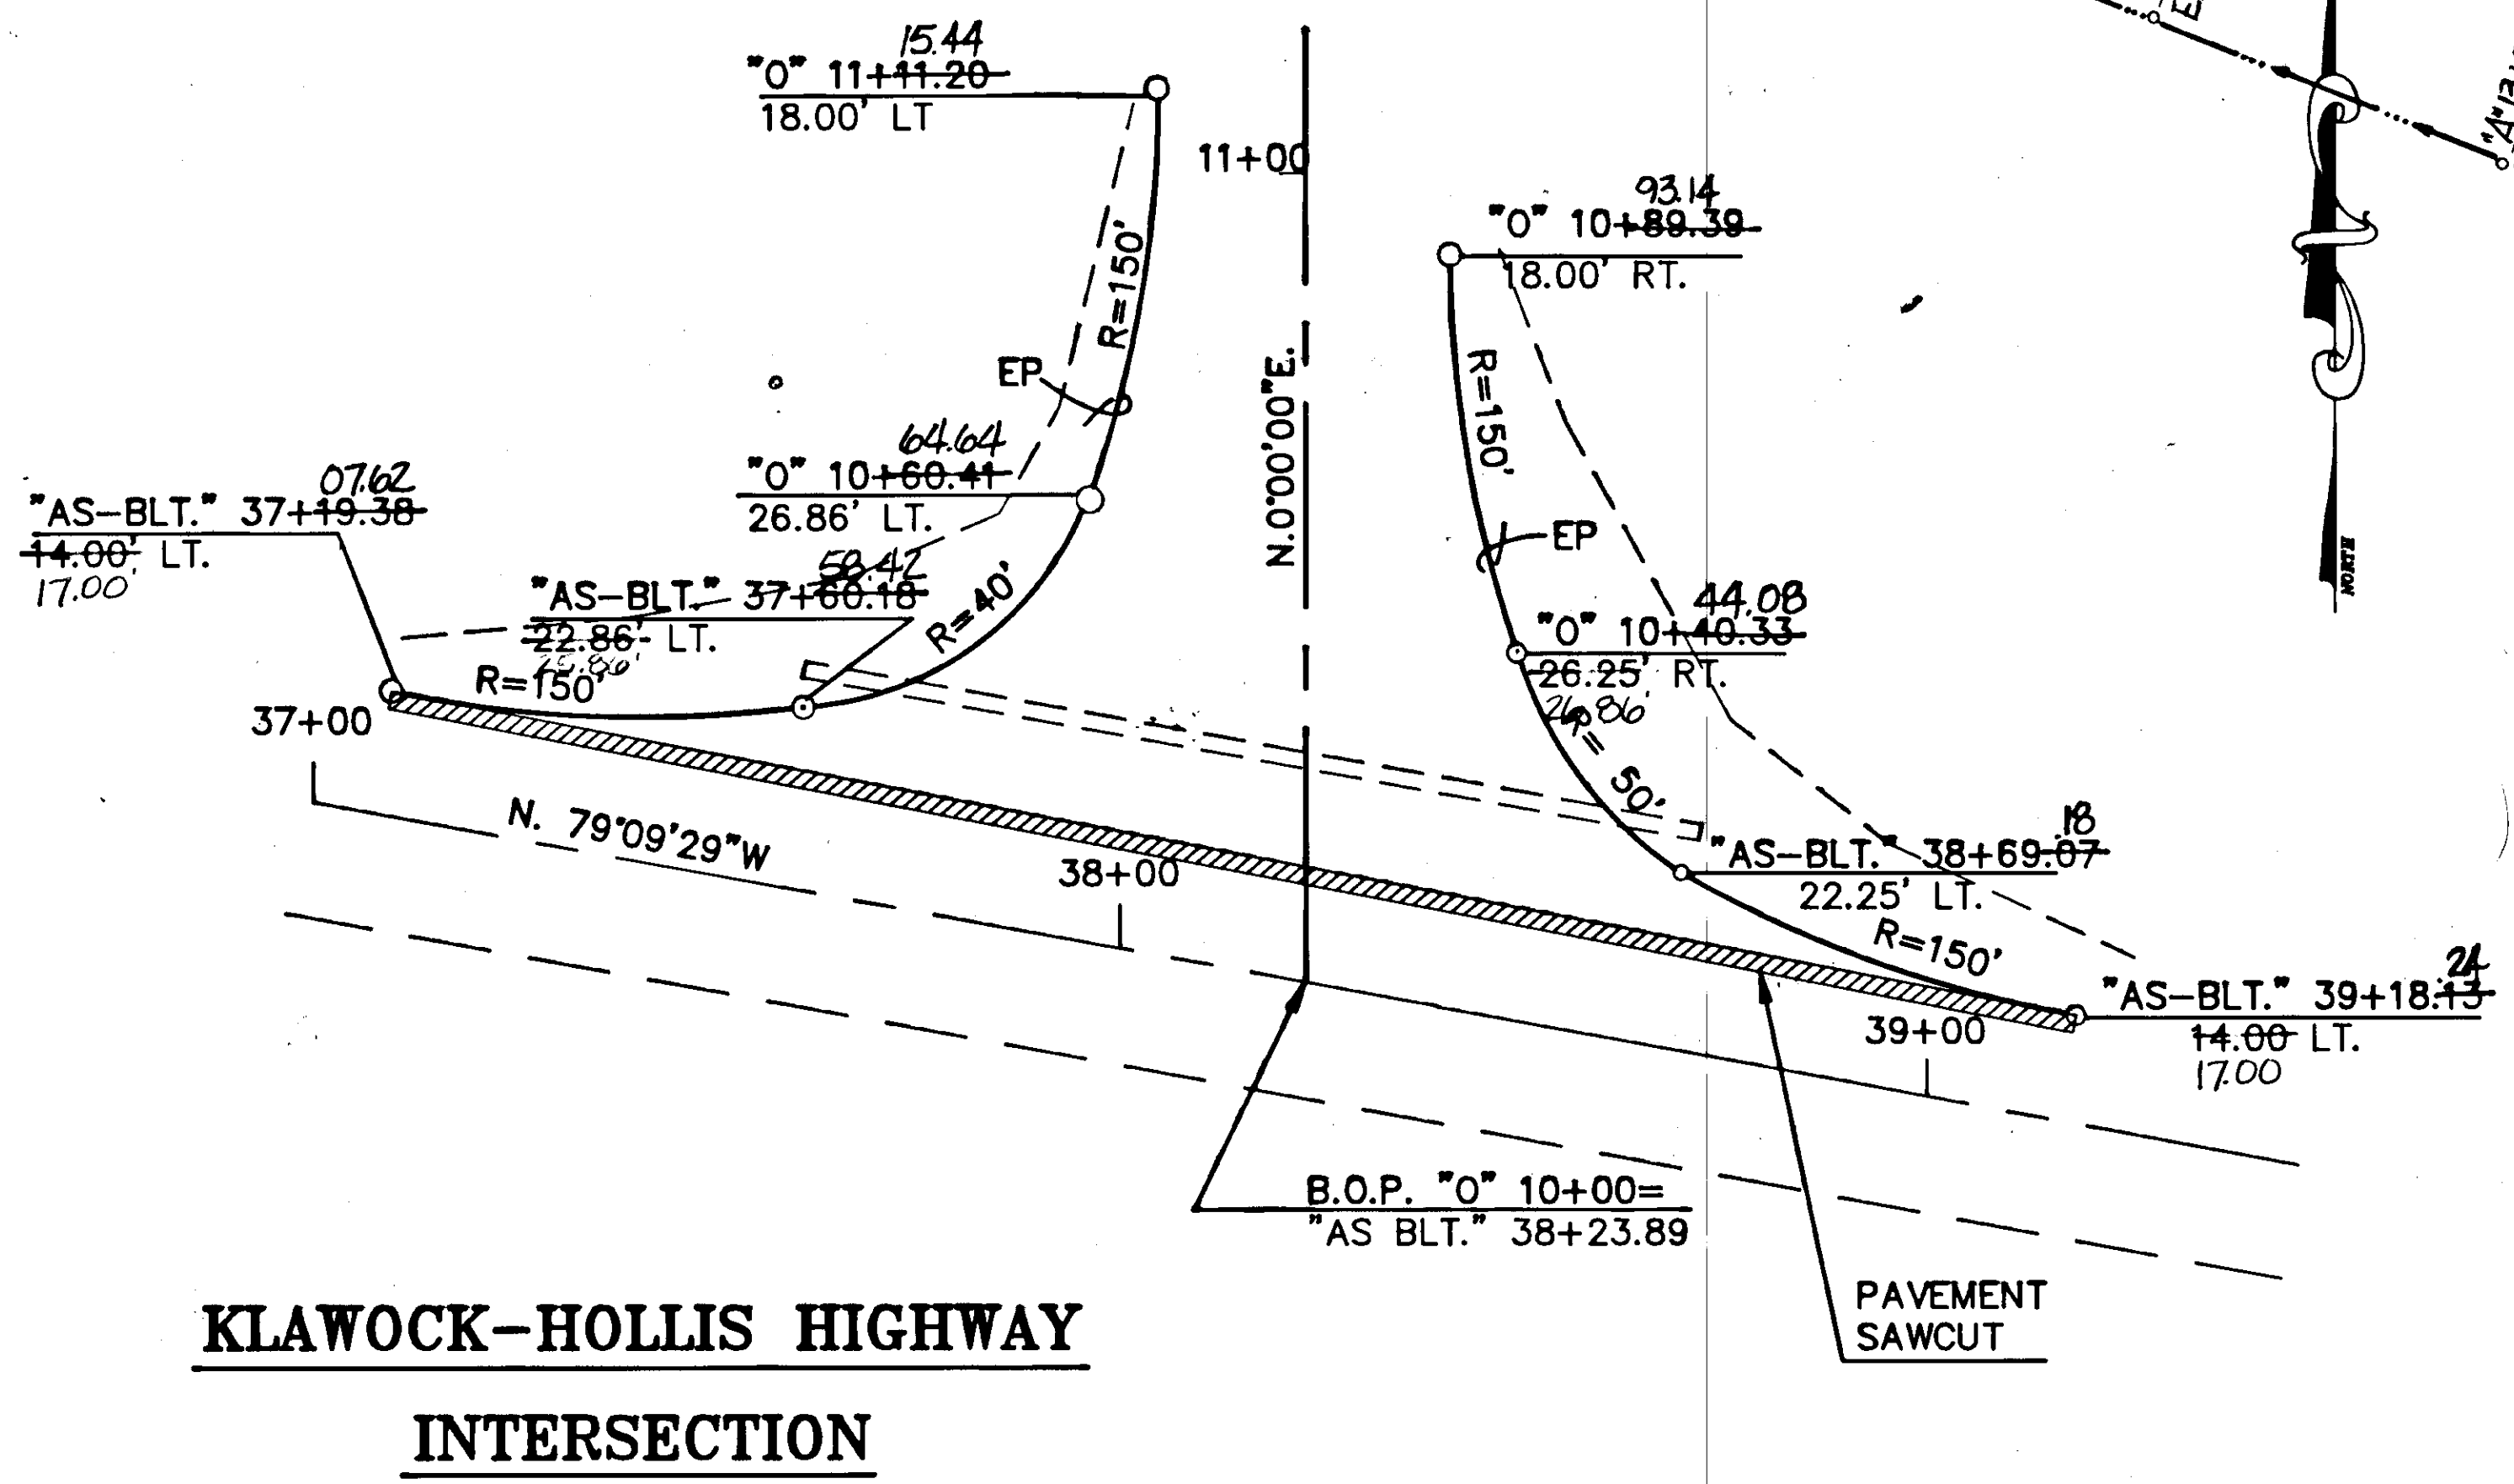 15.44
"O" 11+11.20
18.00' LT
11+00
93.14
"O" 10+89.39
18.00' RT.
R=150'
R=150'
EP
N.0°00'00"E.
64.64
"O" 10+60.41
26.86' LT.
07.62
"AS-BLT." 37+19.38
14.00' LT.
17.00'
58.42
"AS-BLT." 37+60.18
22.86' LT.
25.86'
R=40'
R=150'
EP
44.08
"O" 10+40.33
26.25' RT.
26.86'
R= 50'
37+00
N. 79°09'29"W
38+00
.18
"AS-BLT." 38+69.07
22.25' LT.
R=150'
.24
"AS-BLT." 39+18.13
14.00 LT.
17.00
39+00
B.O.P. "O" 10+00=
"AS BLT." 38+23.89
PAVEMENT
SAWCUT
NORTH
KLAWOCK-HOLLIS HIGHWAY
INTERSECTION